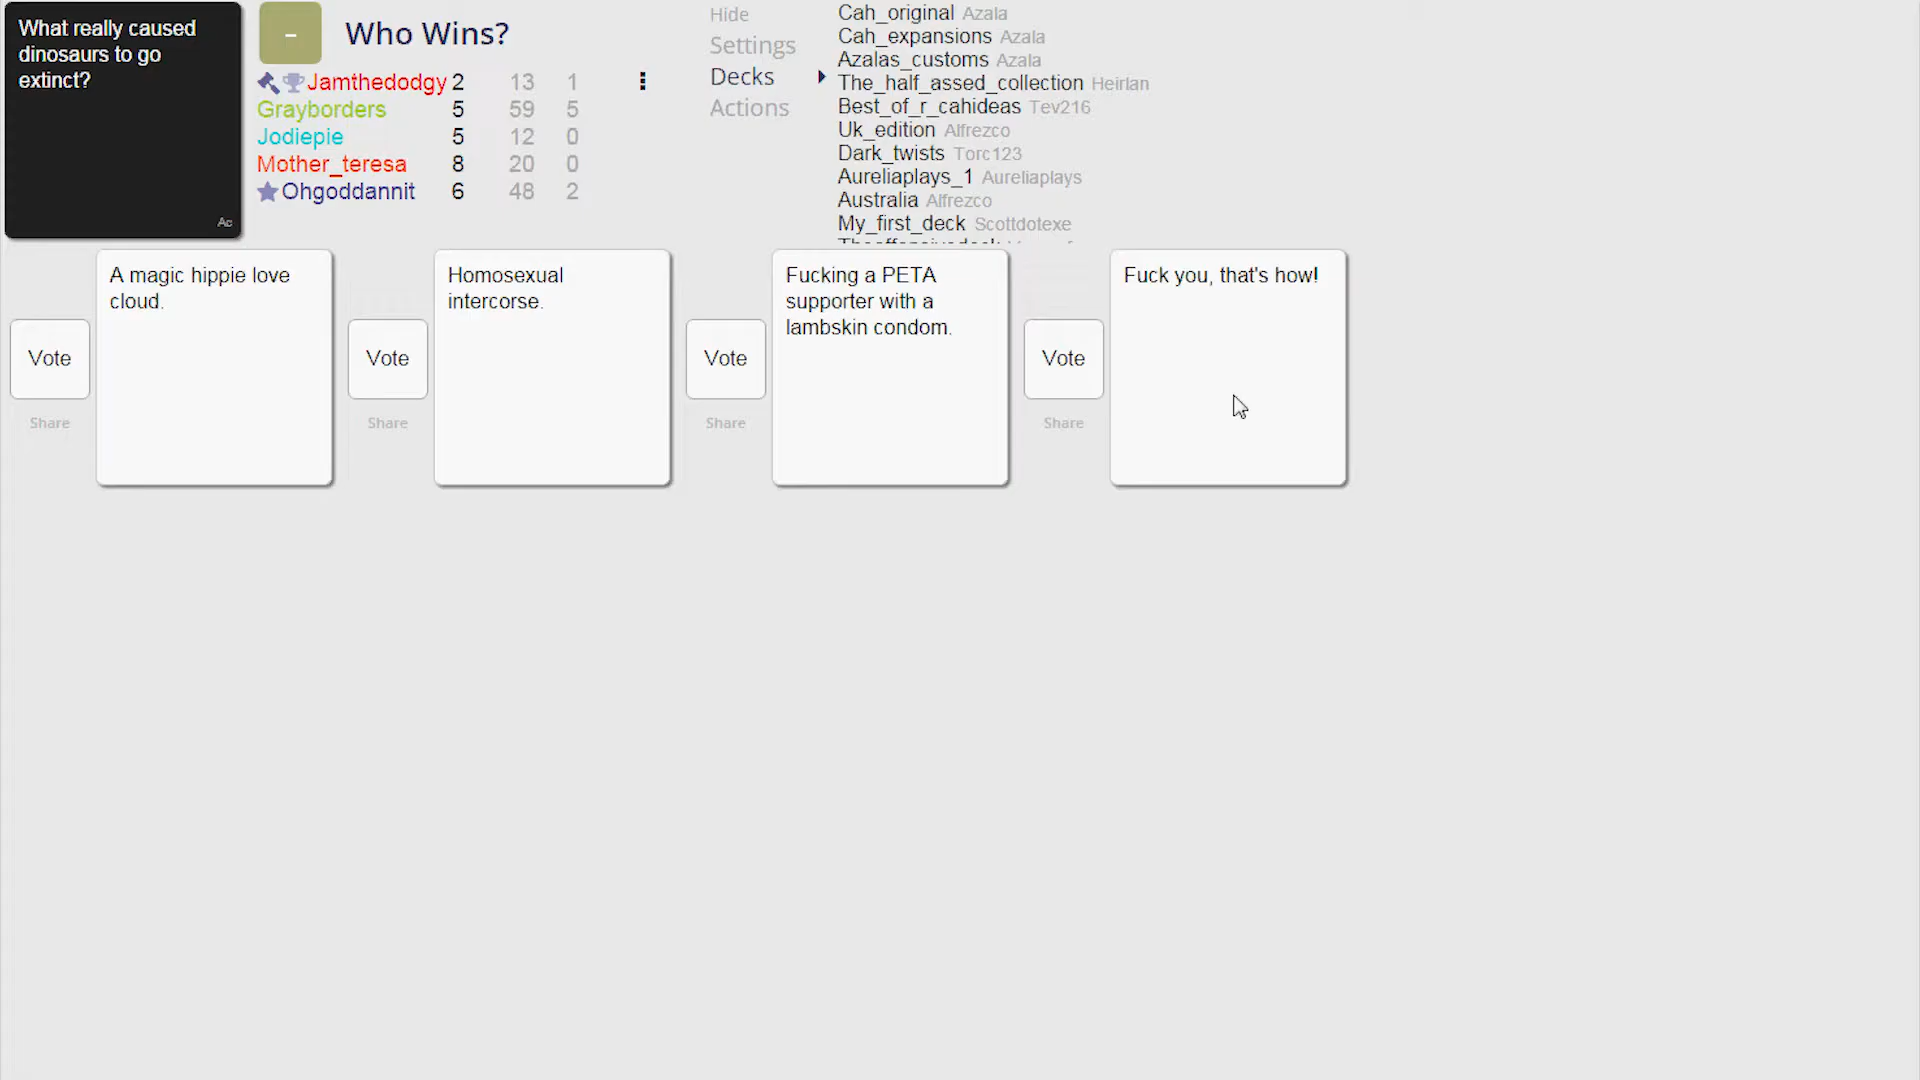 What really caused
dinosaurs to go
extinct?
Ac
-
Who Wins?
Jamthedodgy 2 13 1
Grayborders 5 59 5
Jodiepie 5 12 0
Mother_teresa 8 20 0
Ohgoddannit 6 48 2
Hide
Settings
Decks
Actions
Cah_original Azala
Cah_expansions Azala
Azalas_customs Azala
The_half_assed_collection Heirlan
Best_of_r_cahideas Tev216
Uk_edition Alfrezco
Dark_twists Torc123
Aureliaplays_1 Aureliaplays
Australia Alfrezco
My_first_deck Scottdotexe
Vote
Share
A magic hippie love
cloud.
Vote
Share
Homosexual
intercorse.
Vote
Share
Fucking a PETA
supporter with a
lambskin condom.
Vote
Share
Fuck you, that's how!